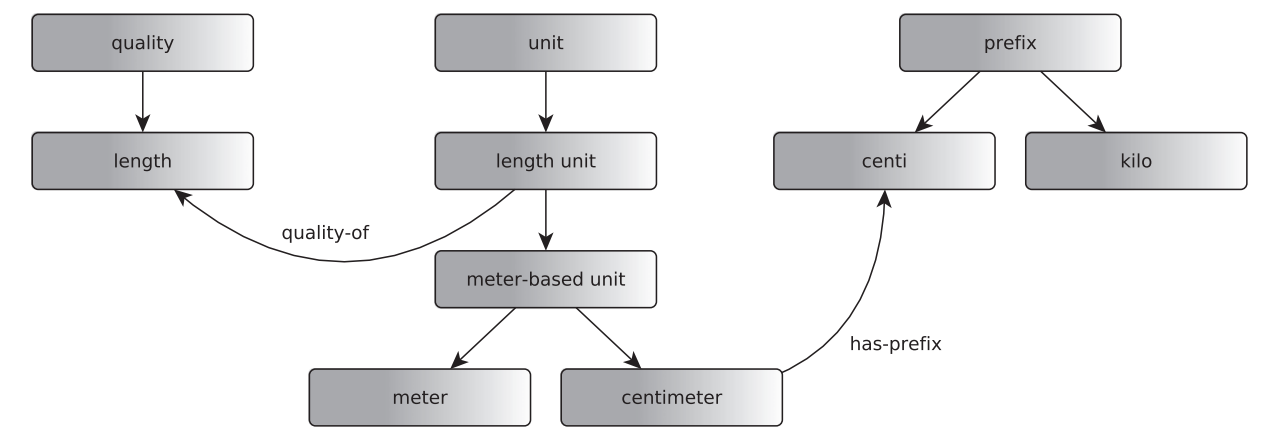 quality
unit
prefix
length
length unit
centi
kilo
quality-of
meter-based unit
has-prefix
meter
centimeter